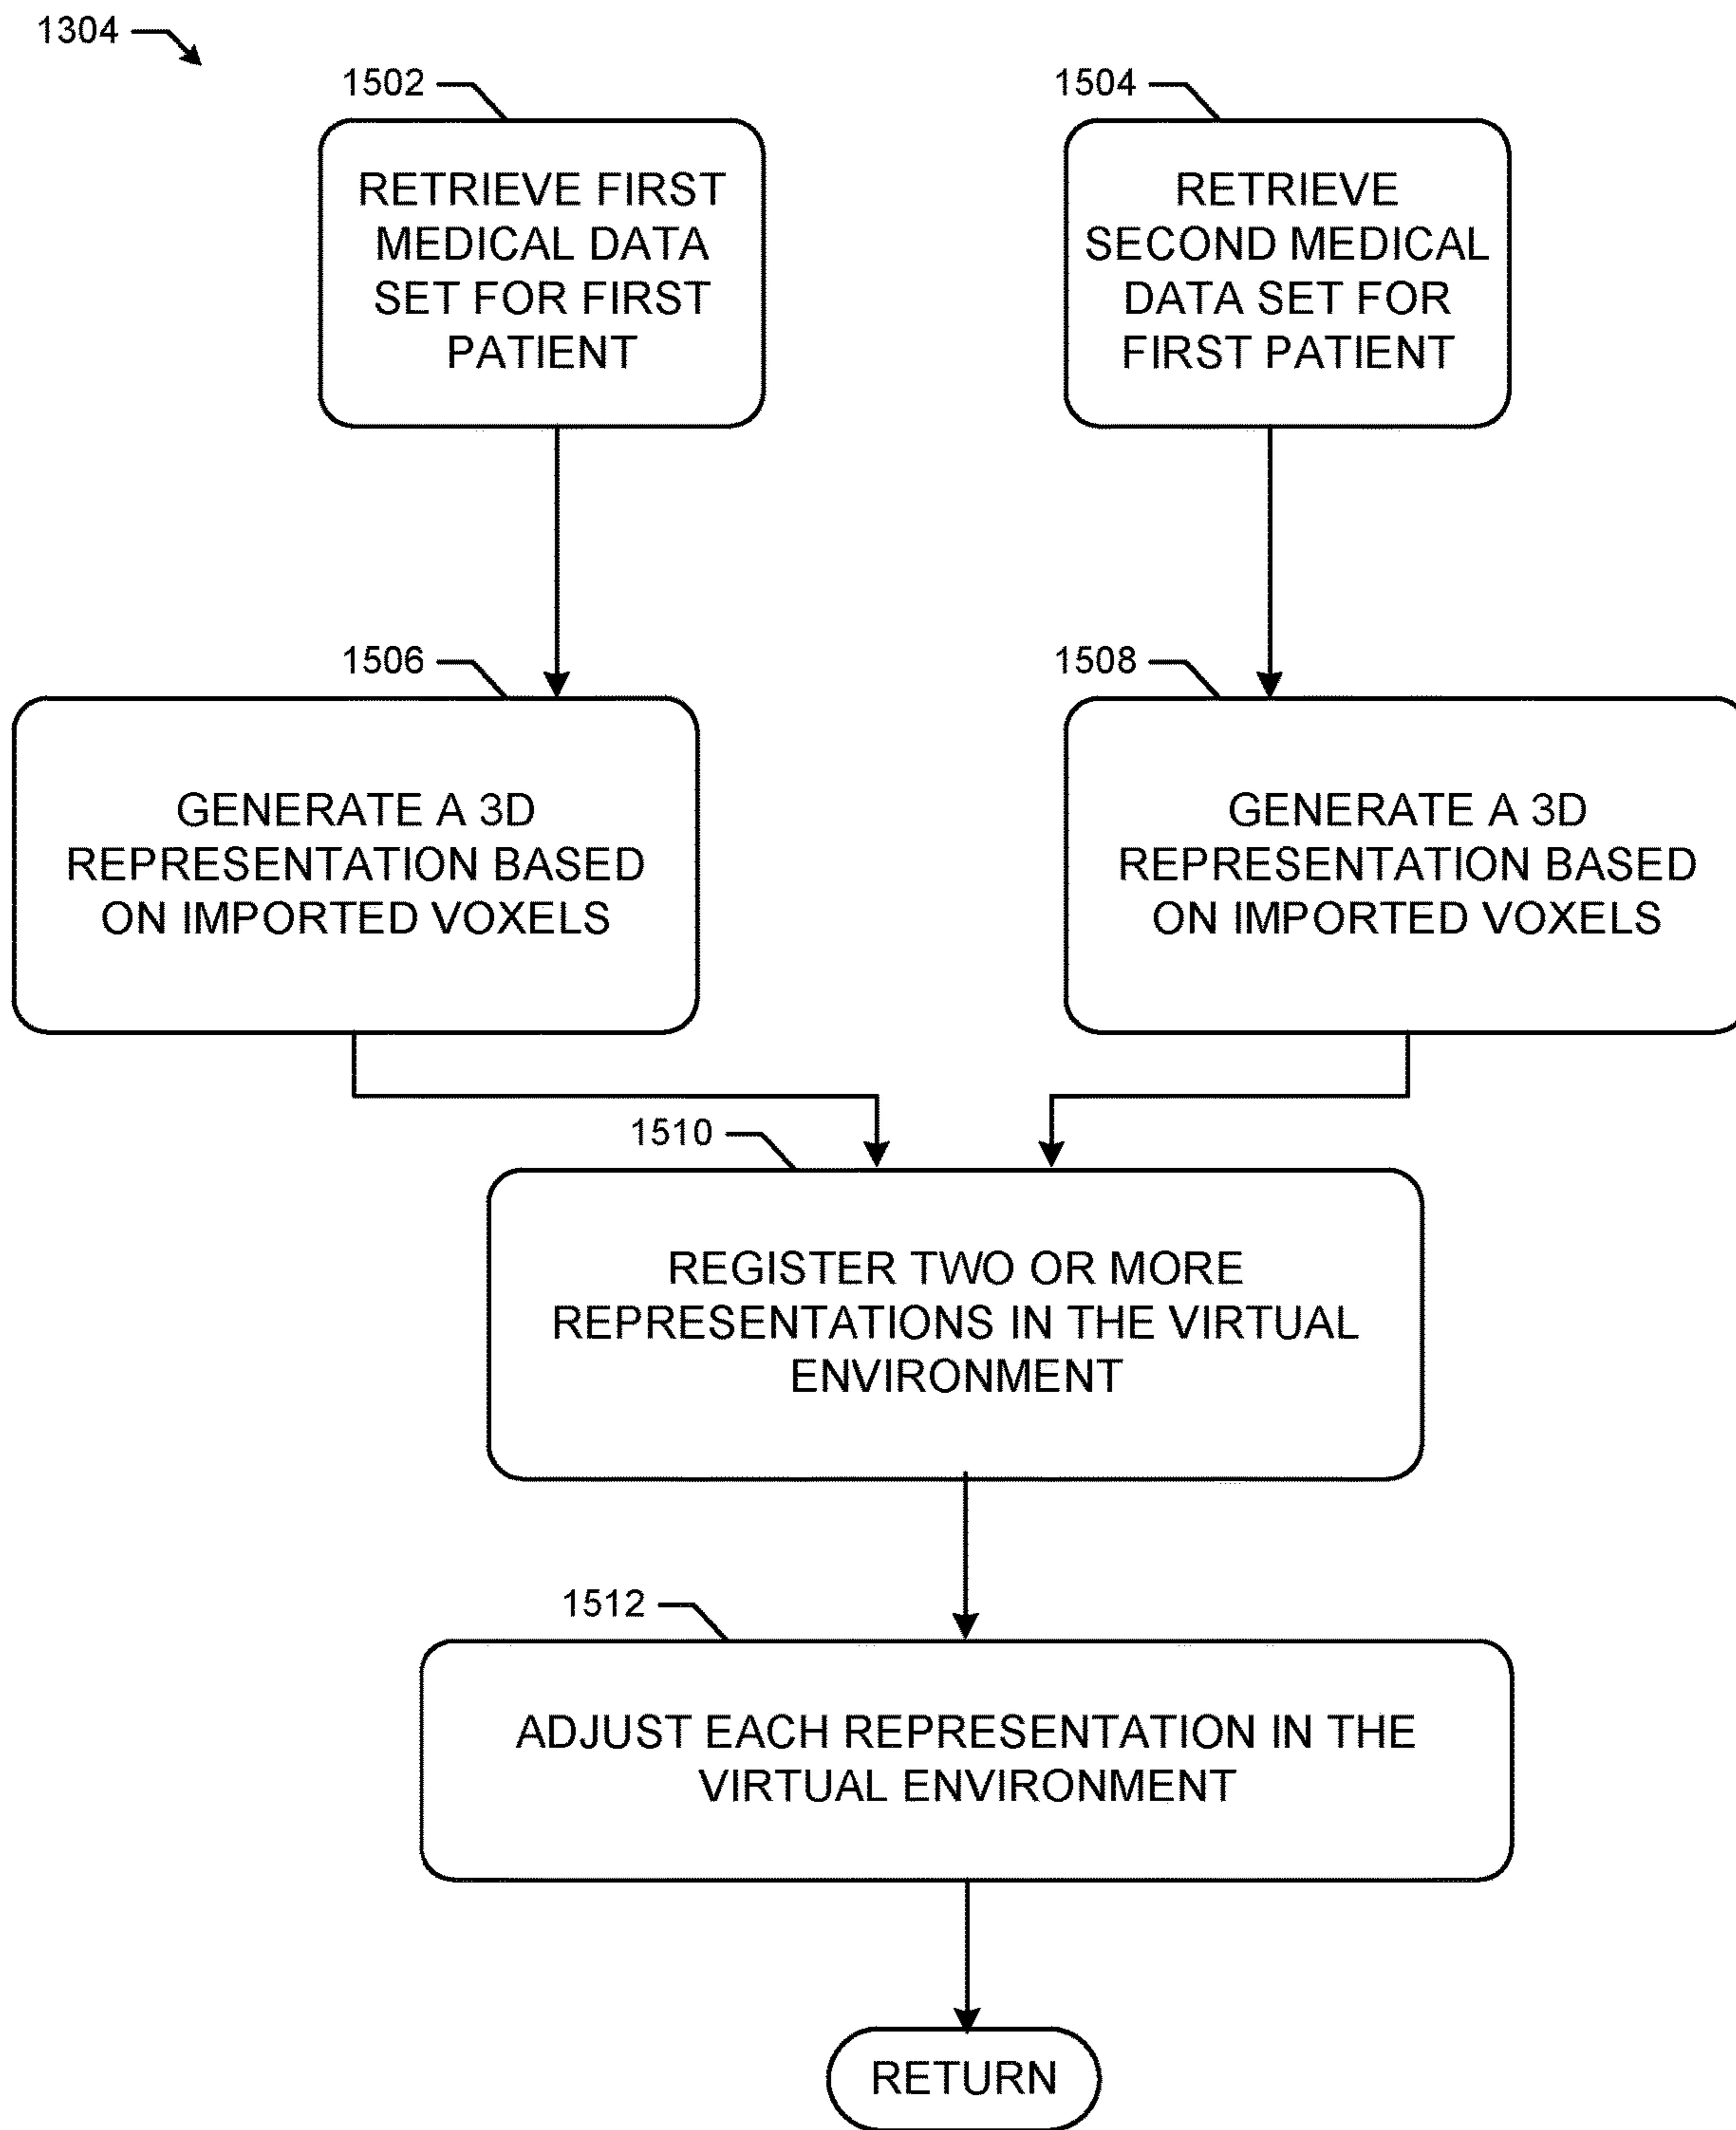 1304
1502
RETRIEVE FIRST
MEDICAL DATA
SET FOR FIRST
PATIENT
1504
RETRIEVE
SECOND MEDICAL
DATA SET FOR
FIRST PATIENT
1506
GENERATE A 3D
REPRESENTATION BASED
ON IMPORTED VOXELS
1508
GENERATE A 3D
REPRESENTATION BASED
ON IMPORTED VOXELS
1510
REGISTER TWO OR MORE
REPRESENTATIONS IN THE VIRTUAL
ENVIRONMENT
1512
ADJUST EACH REPRESENTATION IN THE
VIRTUAL ENVIRONMENT
RETURN